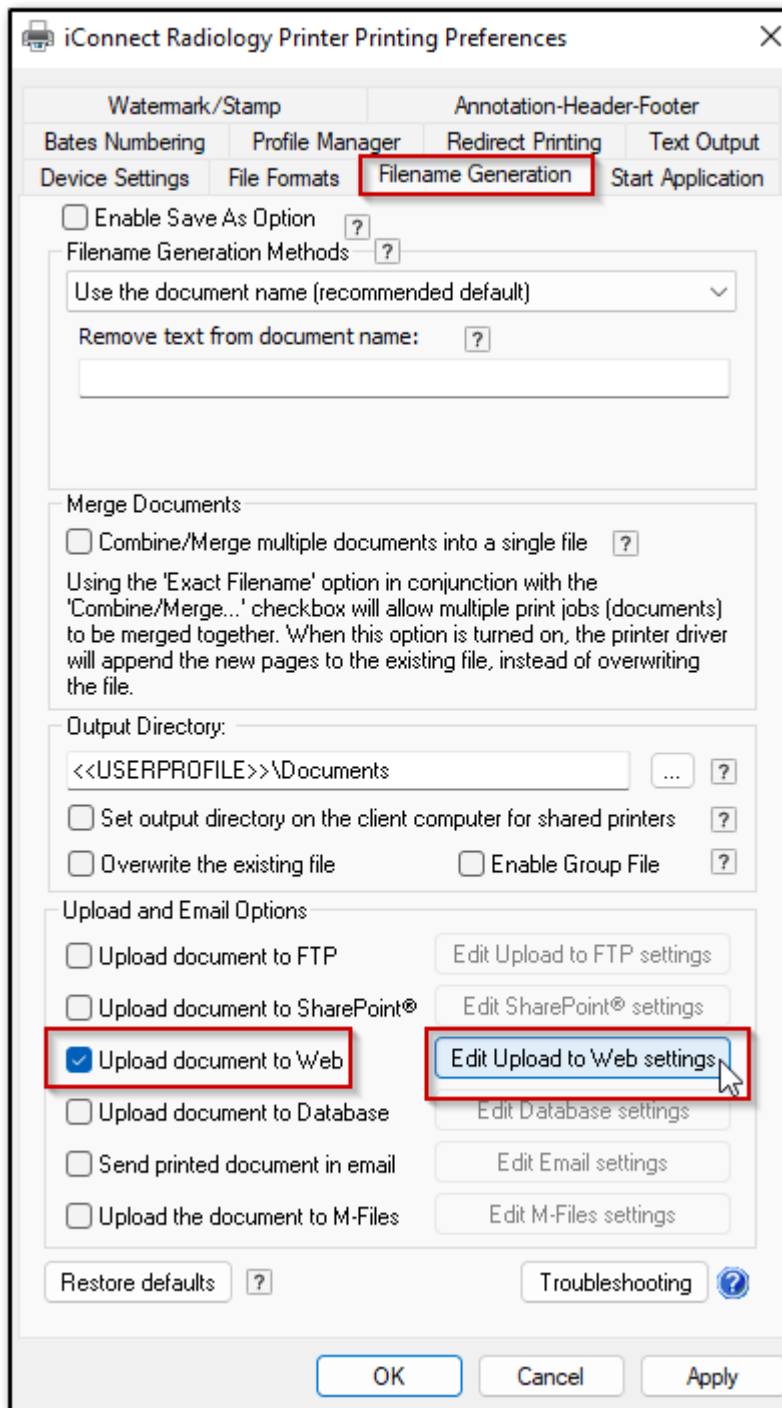 iConnect Radiology Printer Printing Preferences
Watermark/Stamp Annotation-Header-Footer
Bates Numbering Profile Manager Redirect Printing Text Output
Device Settings File Formats Filename Generation Start Application
Enable Save As Option ?
Filename Generation Methods ?
Use the document name (recommended default)
Remove text from document name: ?
Merge Documents
Combine/Merge multiple documents into a single file ?
Using the 'Exact Filename' option in conjunction with the
'Combine/Merge...' checkbox will allow multiple print jobs (documents)
to be merged together. When this option is turned on, the printer driver
will append the new pages to the existing file, instead of overwriting
the file.
Output Directory:
<<USERPROFILE>>\Documents ... ?
Set output directory on the client computer for shared printers ?
Overwrite the existing file Enable Group File ?
Upload and Email Options
Upload document to FTP Edit Upload to FTP settings
Upload document to SharePoint® Edit SharePoint® settings
Upload document to Web Edit Upload to Web settings
Upload document to Database Edit Database settings
Send printed document in email Edit Email settings
Upload the document to M-Files Edit M-Files settings
Restore defaults ? Troubleshooting ?
OK Cancel Apply